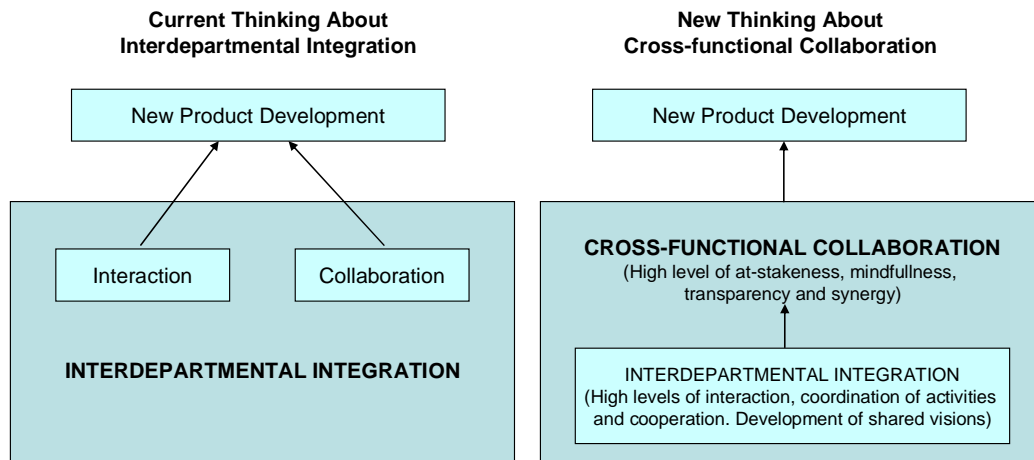 Current Thinking About
Interdepartmental Integration
New Product Development
Interaction
Collaboration
INTERDEPARTMENTAL INTEGRATION
New Thinking About
Cross-functional Collaboration
New Product Development
CROSS-FUNCTIONAL COLLABORATION
(High level of at-stakeness, mindfullness,
transparency and synergy)
INTERDEPARTMENTAL INTEGRATION
(High levels of interaction, coordination of activities
and cooperation. Development of shared visions)